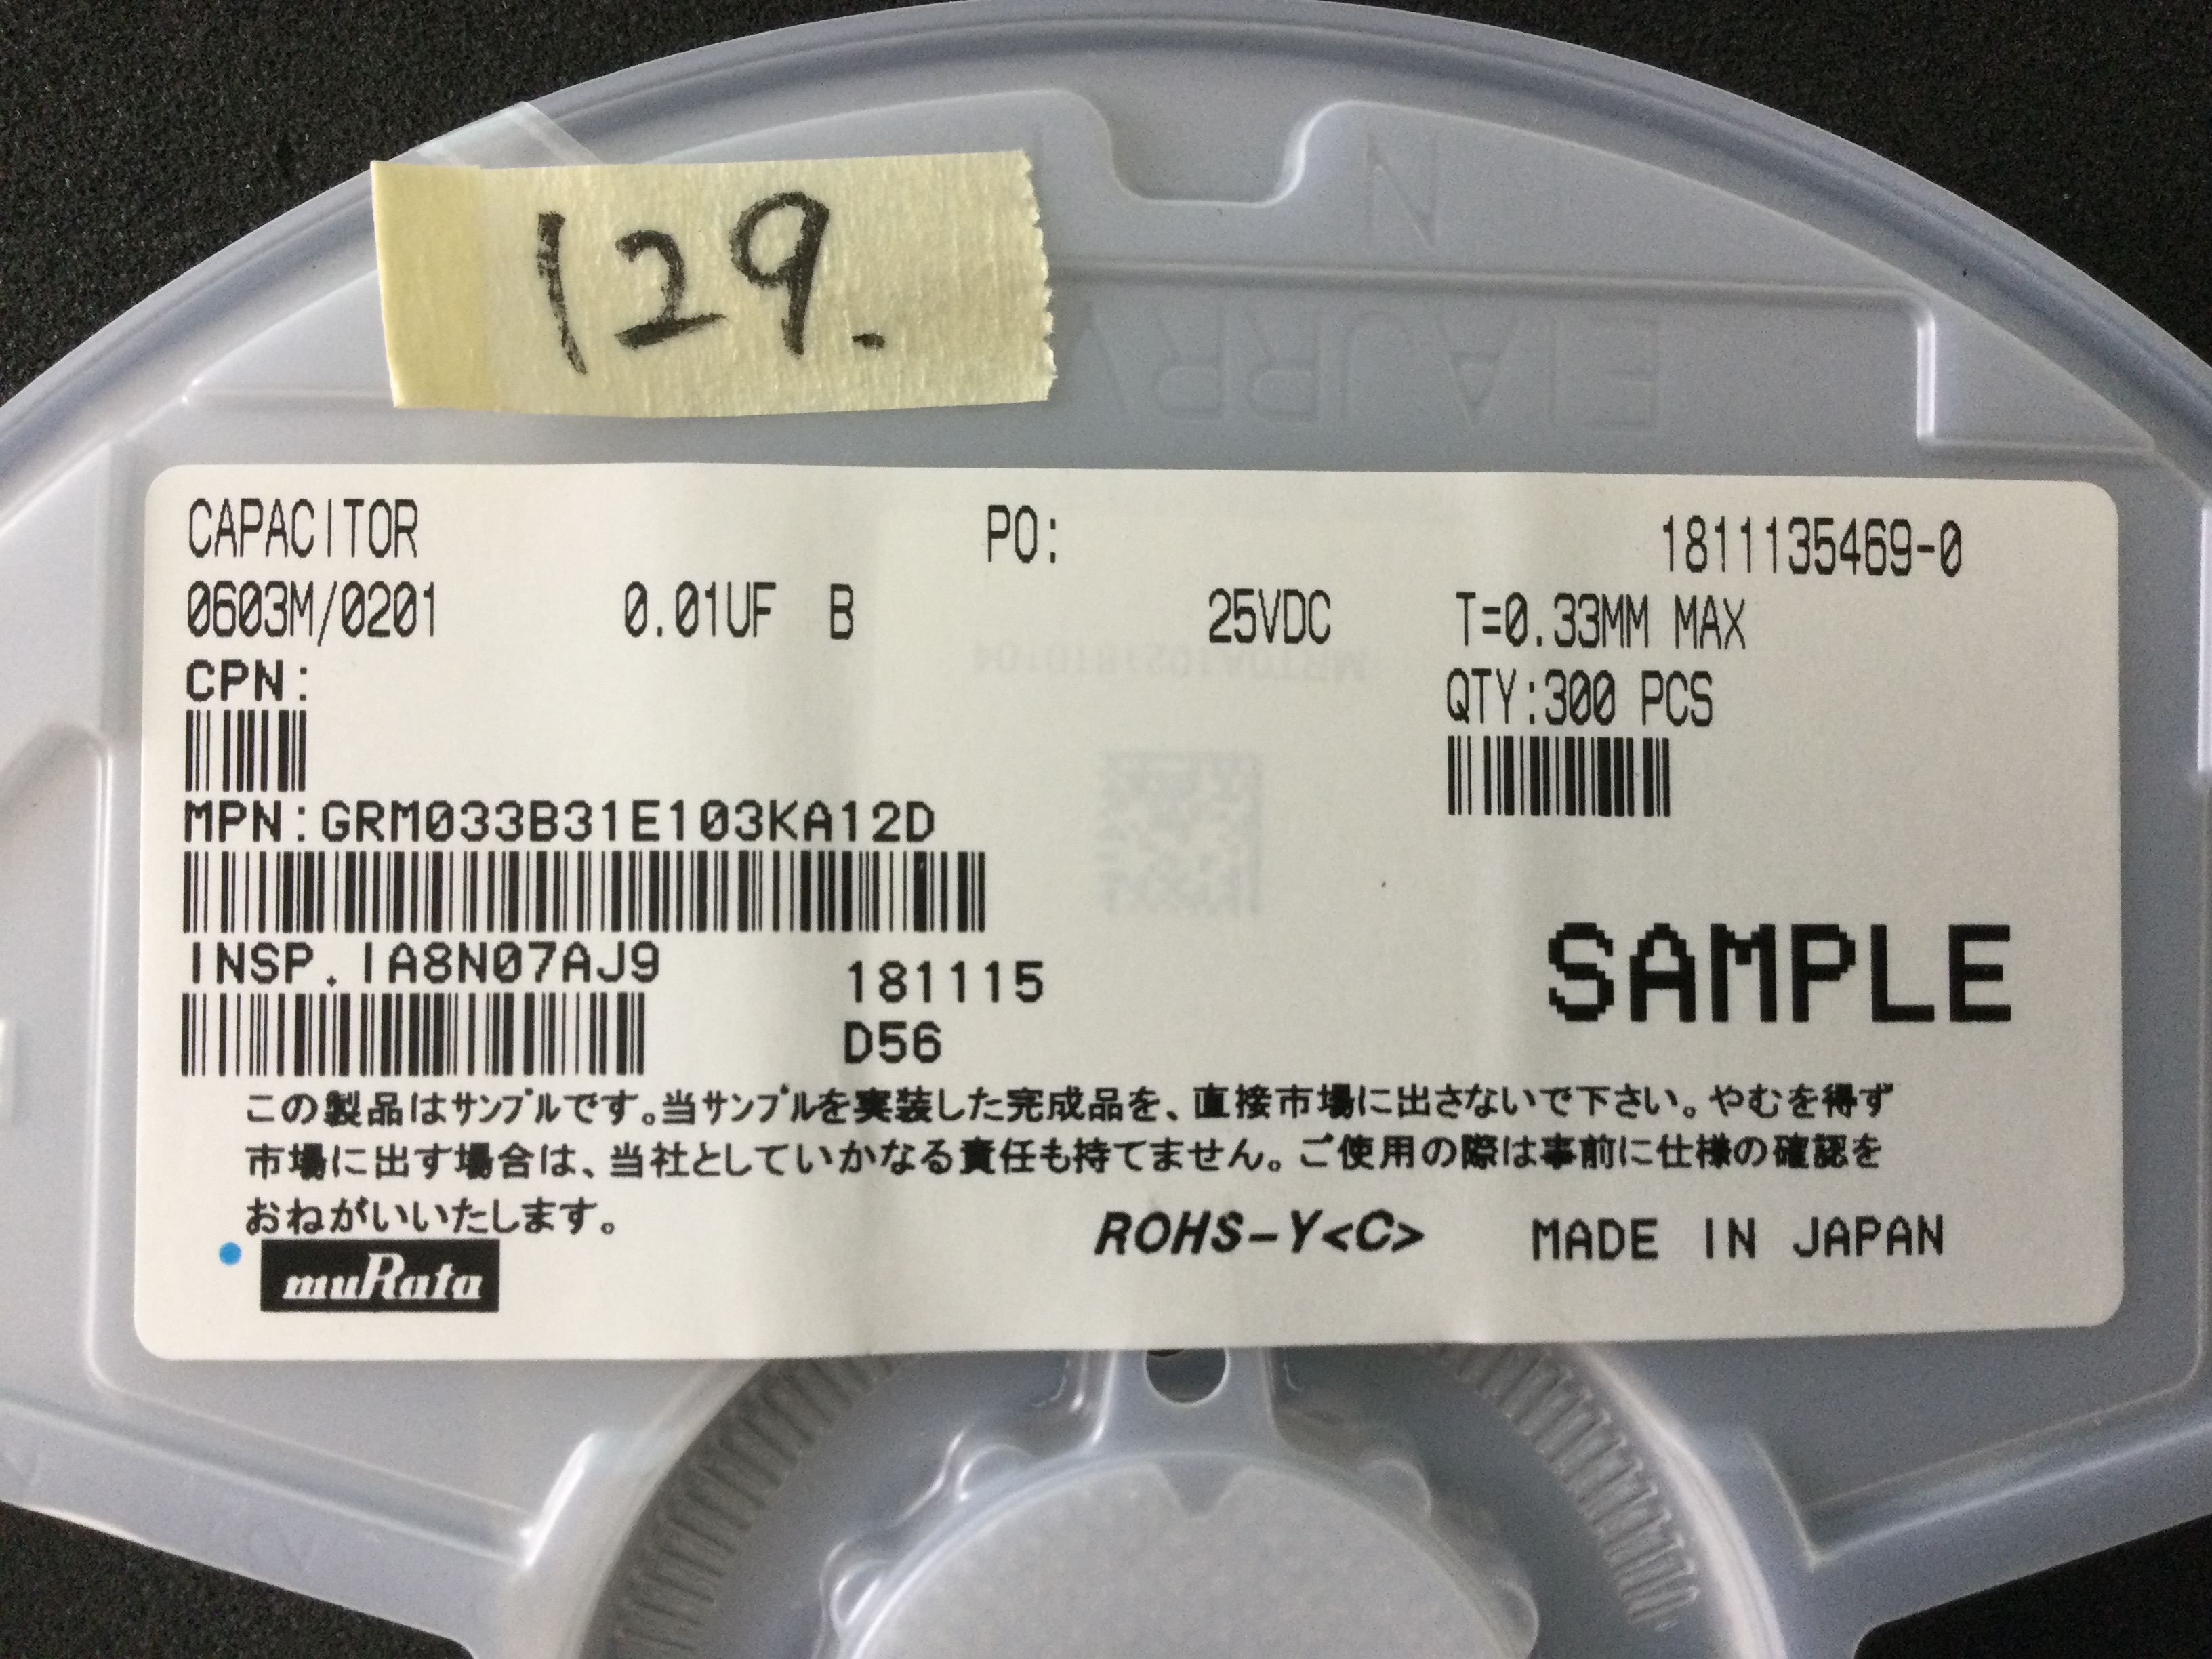 129.
N
EIAJRRV
CAPACITOR PO: 1811135469-0
0603M/0201 0.01UF B 25VDC T=0.33MM MAX
CPN: QTY:300 PCS
MPN:GRM033B31E103KA12D
INSP.IA8N07AJ9 181115
D56
SAMPLE
この製品はサンプルです。当サンプルを実装した完成品を、直接市場に出さないで下さい。やむを得ず
市場に出す場合は、当社としていかなる責任も持てません。ご使用の際は事前に仕様の確認を
おねがいいたします。
ROHS-Y<C> MADE IN JAPAN
muRata